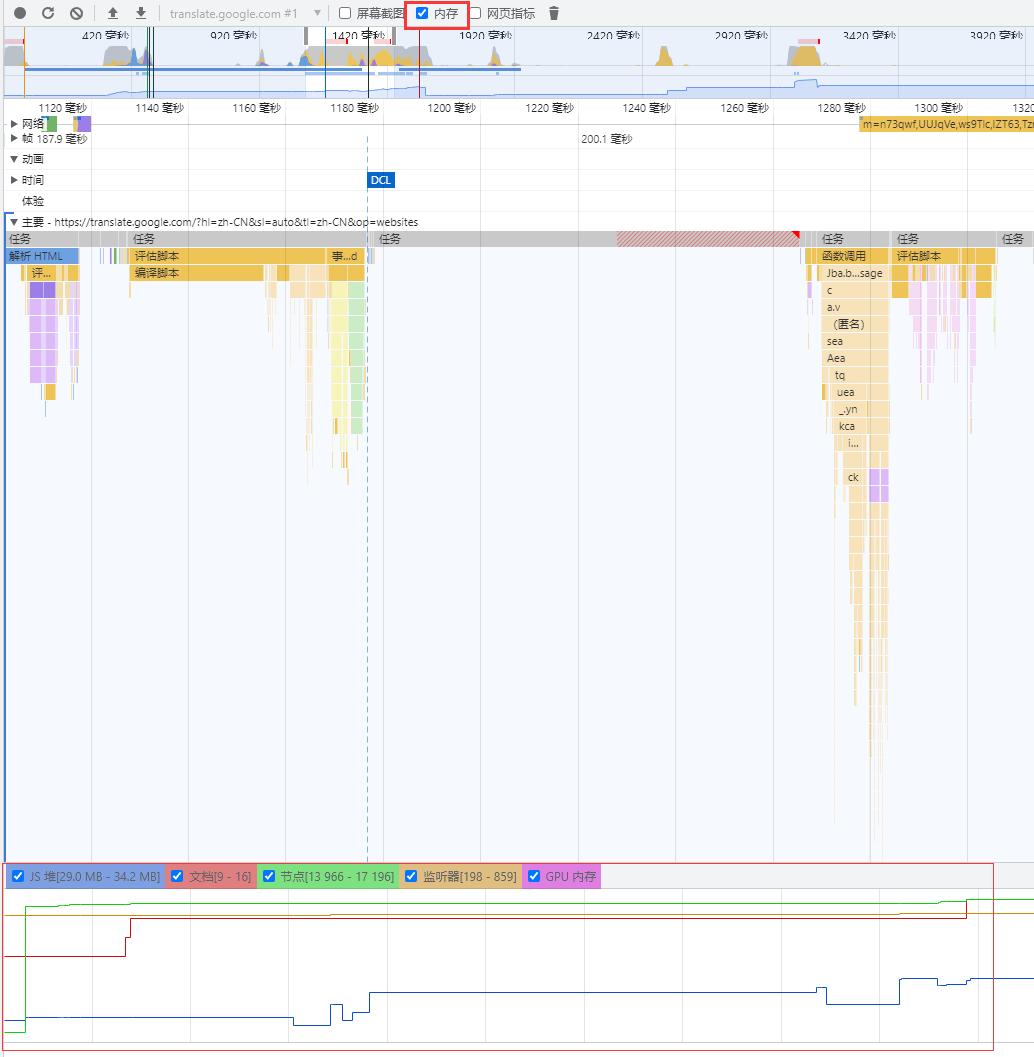 translate.google.com #1 屏幕截图 内存 网页指标
420 毫秒 920 毫秒 1420 毫秒 1920 毫秒 2420 毫秒 2920 毫秒 3420 毫秒 3920 毫秒
1120 毫秒 1140 毫秒 1160 毫秒 1180 毫秒 1200 毫秒 1220 毫秒 1240 毫秒 1260 毫秒 1280 毫秒 1300 毫秒 1320
网络 m=n73qwf,UUJqVe,ws9Tlc,IZT63,Tz
帧 187.9 毫秒 200.1 毫秒
动画
时间 DCL
体验
主要 - https://translate.google.com/?hl=zh-CN&sl=auto&tl=zh-CN&op=websites
任务 任务 任务 任务 任务 任务
解析 HTML 评估脚本 事...d 函数调用 评估脚本
评... 编译脚本 Jba.b...sage
c
a.v
(匿名)
sea
Aea
tq
uea
_.yn
kca
i...
ck
JS 堆[29.0 MB - 34.2 MB] 文档[9 - 16] 节点[13 966 - 17 196] 监听器[198 - 859] GPU 内存